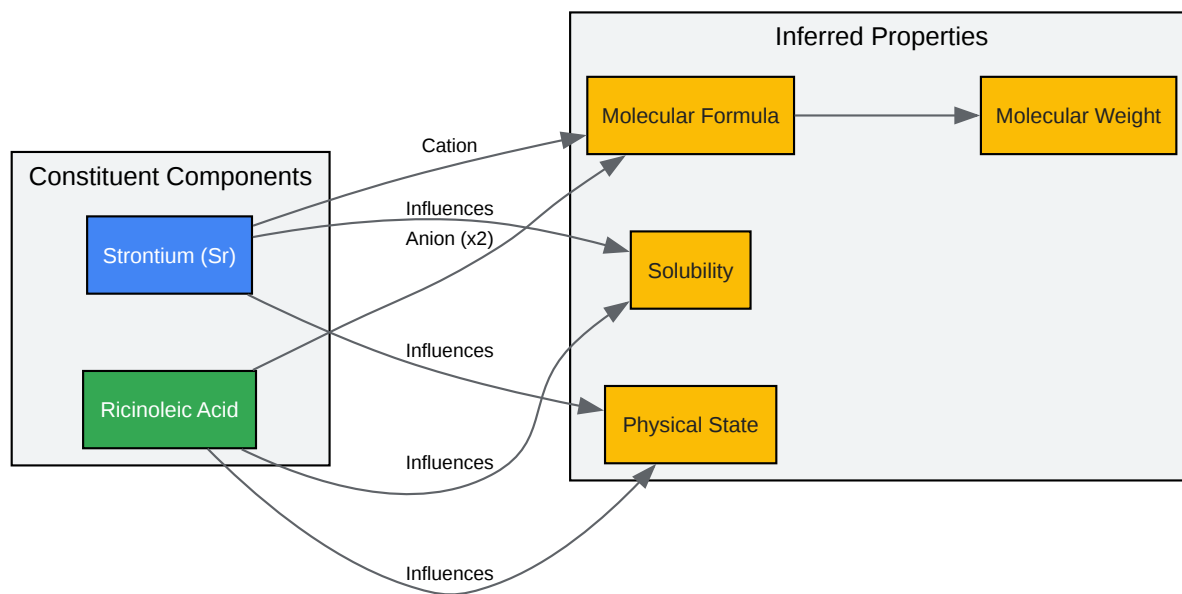 Inferred Properties
Molecular Formula
Molecular Weight
Cation
Constituent Components
Influences
Strontium (Sr)
Anion (x2)
Solubility
Influences
Ricinoleic Acid
Physical State
Influences
Influences